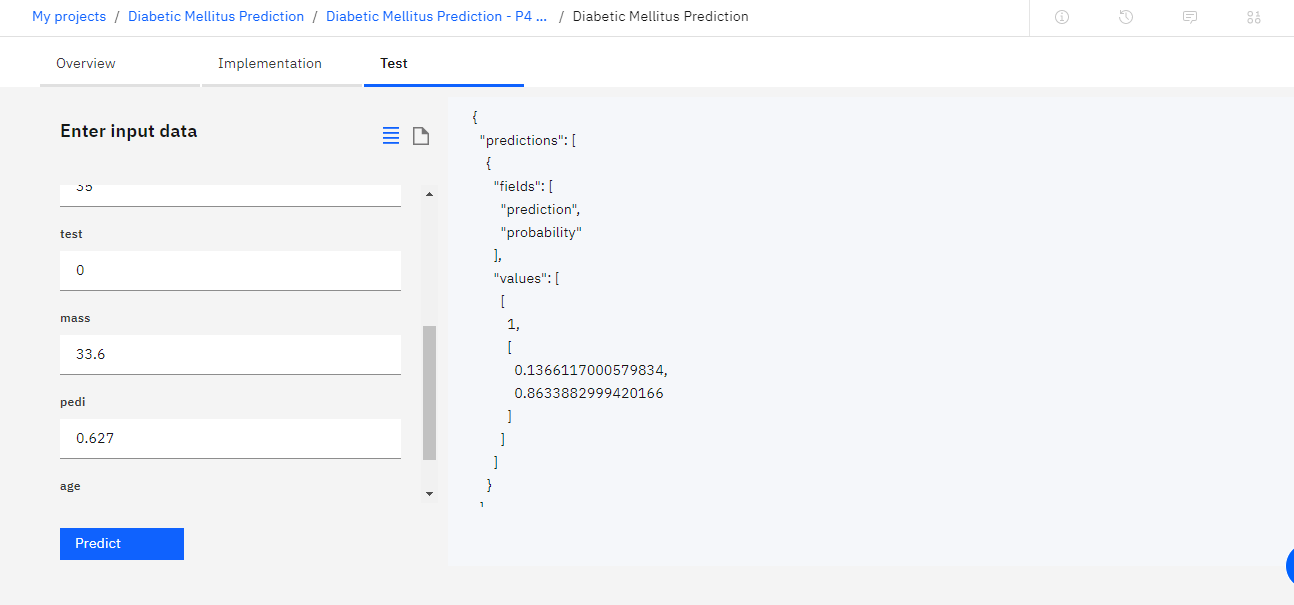 My projects / Diabetic Mellitus Prediction / Diabetic Mellitus Prediction - P4 ... / Diabetic Mellitus Prediction
Overview Implementation Test
Enter input data
35
test
0
mass
33.6
pedi
0.627
age
Predict
{
"predictions": [
{
"fields": [
"prediction",
"probability"
],
"values": [
[
1,
[
0.1366117000579834,
0.8633882999420166
]
]
]
}
]